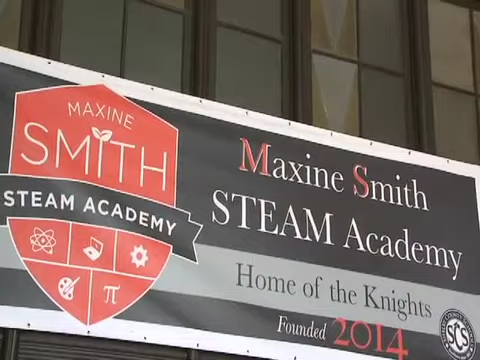 MAXINE
SMITH
STEAM ACADEMY
π
Maxine Smith
STEAM Academy
Home of the Knights
Founded 2014
SCS